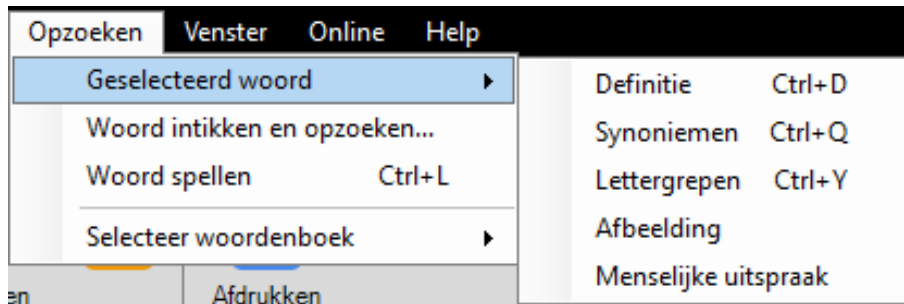 Opzoeken Venster Online Help
Geselecteerd woord
Woord intikken en opzoeken...
Woord spellen Ctrl+L
Selecteer woordenboek
Definitie Ctrl+D
Synoniemen Ctrl+Q
Lettergrepen Ctrl+Y
Afbeelding
Menselijke uitspraak
en Afdrukken